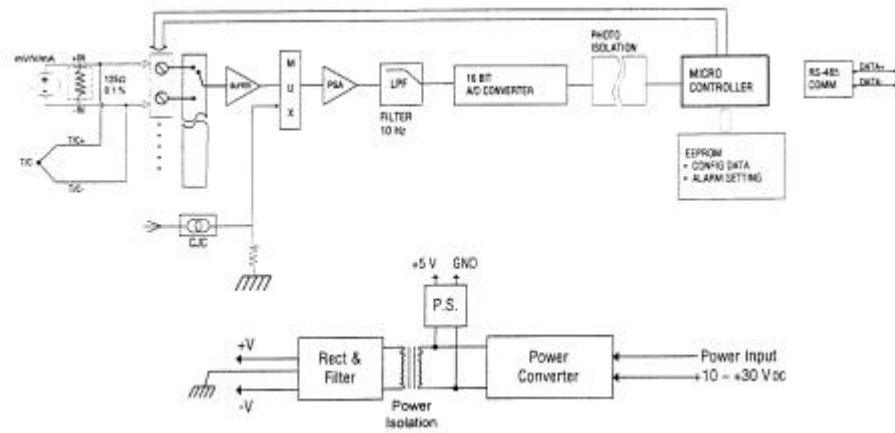 mV/V/mA
+IN
125Ω
0.1 %
-IN
T/C+
T/C
T/C-
BUFFER
M
U
X
PGA
LPF
FILTER
10 Hz
16 BIT
A/D CONVERTER
PHOTO
ISOLATION
MICRO
CONTROLLER
RS-485
COMM.
DATA+
DATA-
EEPROM
• CONFIG DATA
• ALARM SETTING
CJC
+5 V GND
P.S.
+V
-V
Rect &
Filter
Power
Isolation
Power
Converter
Power Input
+10 ~ +30 VDC